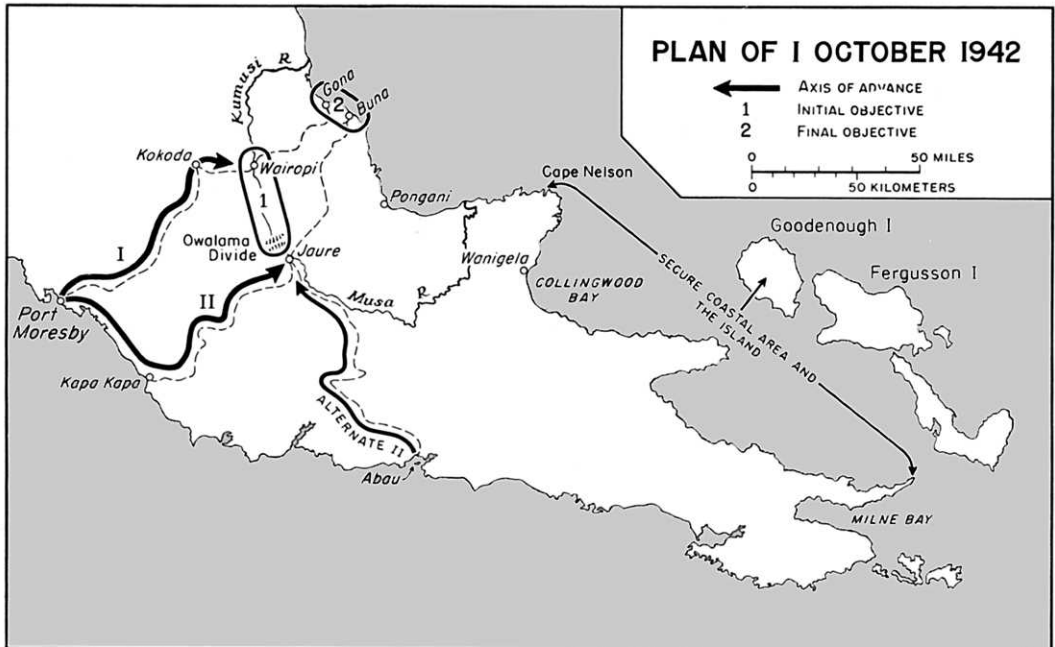 PLAN OF 1 OCTOBER 1942
AXIS OF ADVANCE
1 INITIAL OBJECTIVE
2 FINAL OBJECTIVE
0 50 MILES
0 50 KILOMETERS
Kumusi R
Gona
2
Buna
Kokoda
Wairopi
1
Cape Nelson
Pongani
Goodenough I
I
Owalama
Divide
Jaure
Wanigela
COLLINGWOOD
BAY
Fergusson I
SECURE COASTAL AREA AND
THE ISLAND
Port
Moresby
II
Musa R
Kapa Kapa
ALTERNATE II
Abau
MILNE BAY